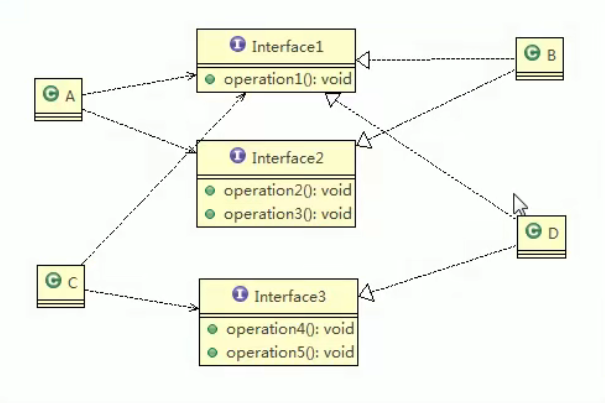 I Interface1
operation1(): void
C A
C B
I Interface2
operation2(): void
operation3(): void
C C
C D
I Interface3
operation4(): void
operation5(): void